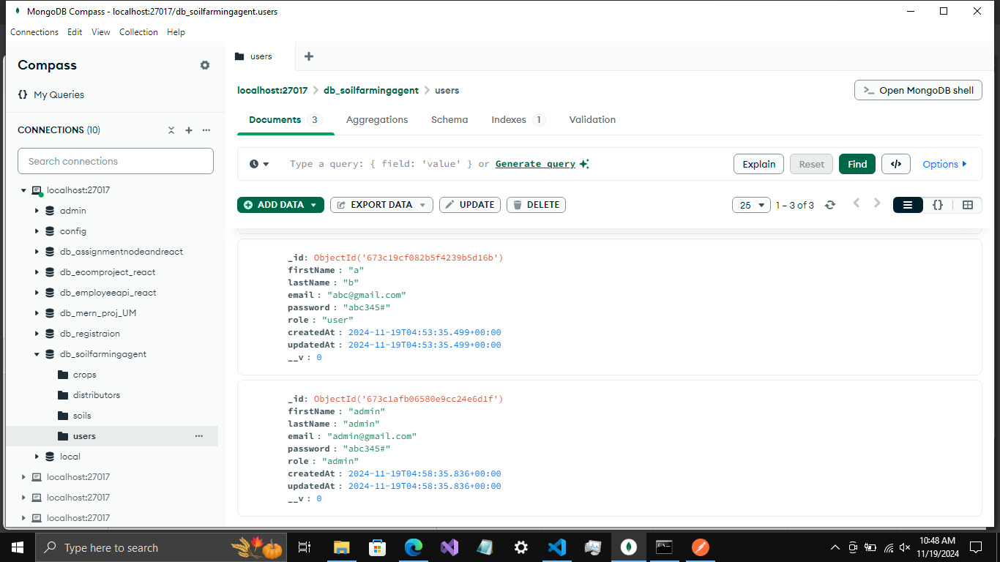 MongoDB Compass - localhost:27017/db_soilfarmingagent.users
Connections Edit View Collection Help
Compass
{} My Queries
CONNECTIONS (10)
Search connections
localhost:27017
admin
config
db_assignmentnodeandreact
db_ecomproject_react
db_employeeapi_react
db_mern_proj_UM
db_registraion
db_soilfarmingagent
crops
distributors
soils
users
local
localhost:27017
localhost:27017
localhost:27017
users
localhost:27017 > db_soilfarmingagent > users
>_ Open MongoDB shell
Documents 3 Aggregations Schema Indexes 1 Validation
Type a query: { field: 'value' } or Generate query
Explain Reset Find </> Options
ADD DATA EXPORT DATA UPDATE DELETE
25 1 – 3 of 3 {}
_id: ObjectId('673c19cf082b5f4239b5d16b')
firstName : "a"
lastName : "b"
email : "abc@gmail.com"
password : "abc345#"
role : "user"
createdAt : 2024-11-19T04:53:35.499+00:00
updatedAt : 2024-11-19T04:53:35.499+00:00
__v : 0
_id: ObjectId('673c1afb06580e9cc24e6d1f')
firstName : "admin"
lastName : "admin"
email : "admin@gmail.com"
password : "abc345#"
role : "admin"
createdAt : 2024-11-19T04:58:35.836+00:00
updatedAt : 2024-11-19T04:58:35.836+00:00
__v : 0
Type here to search
10:48 AM
11/19/2024